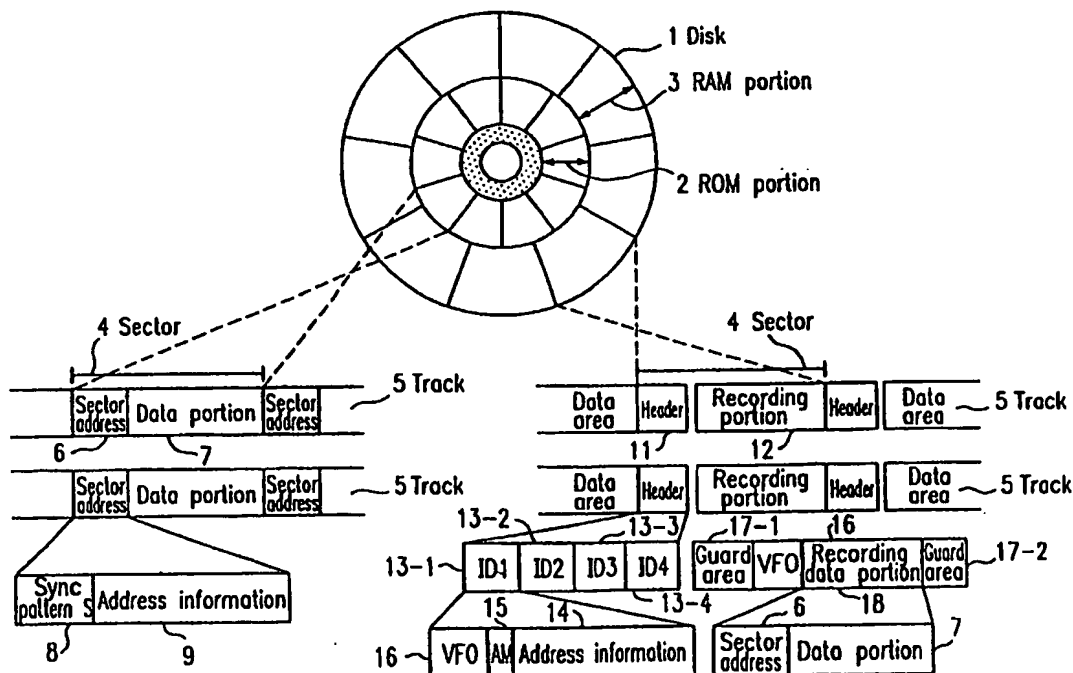 1 Disk
3 RAM portion
2 ROM portion
4 Sector
4 Sector
Sector address
Data portion
Sector address
5 Track
6
7
Data area
Header
Recording portion
Header
Data area
5 Track
11
12
Sector address
Data portion
Sector address
5 Track
Data area
Header
Recording portion
Header
Data area
5 Track
13-2
13-3
17-1
16
13-1
ID1
ID2
ID3
ID4
Guard area
VFO
Recording data portion
Guard area
17-2
13-4
18
Sync pattern S
Address information
8
9
15
14
6
7
16
VFO
AM
Address information
Sector address
Data portion